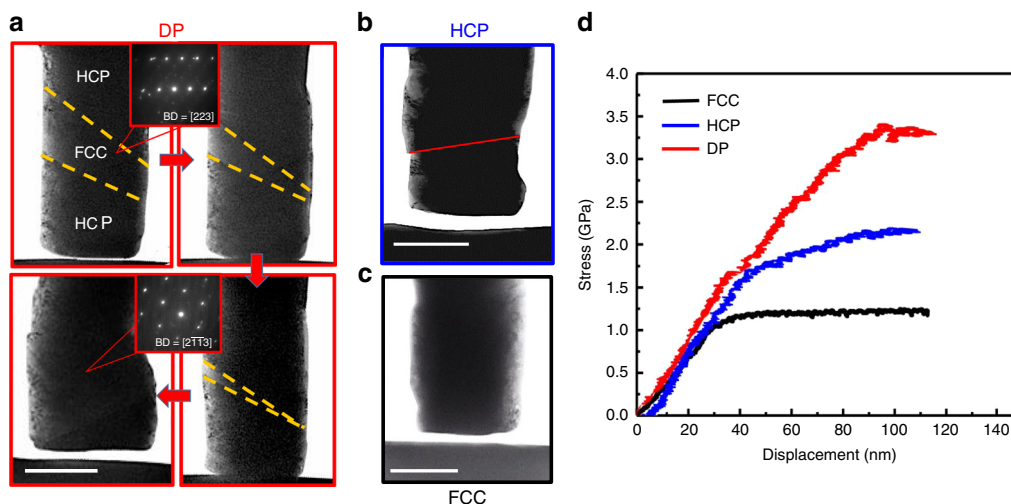 a
DP
HCP
FCC
HC P
BD = [223]
BD = [2113]
b
HCP
c
FCC
d
4.0
3.5
3.0
2.5
2.0
1.5
1.0
0.5
0.0
Stress (GPa)
FCC
HCP
DP
0 20 40 60 80 100 120 140
Displacement (nm)